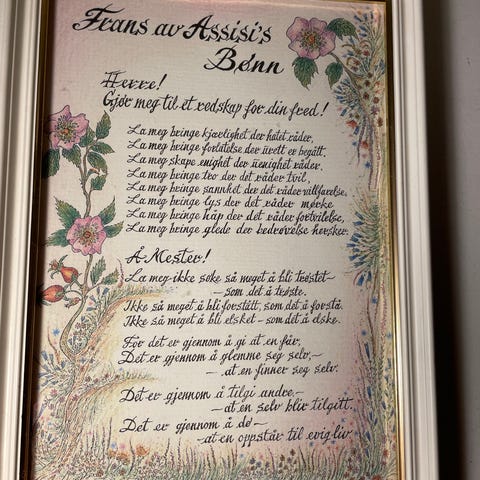 Frans av Assisi's
Bønn
Herre!
Gjør meg til et redskap for din fred!
La meg bringe kjærlighet der hatet råder,
La meg bringe forlatelse der urett er begått.
La meg skape enighet der uenighet råder.
La meg bringe tro der det råder tvil.
La meg bringe sannhet der det råder villfarelse,
La meg bringe lys der det råder mørke
La meg bringe håp der det råder fortvilelse,
La meg bringe glede der bedrøvelse hersker.
Å Mester!
La meg ikke søke så meget å bli trøstet—
— som det å trøste.
Ikke så meget å bli forstått, som det å forstå.
Ikke så meget å bli elsket – som det å elske.
For det er gjennom å gi at en får.
Det er gjennom å glemme seg selv,—
— at en finner seg selv.
Det er gjennom å tilgi andre,—
— at en selv blir tilgitt.
Det er gjennom å dø—
—at en oppstår til evig liv